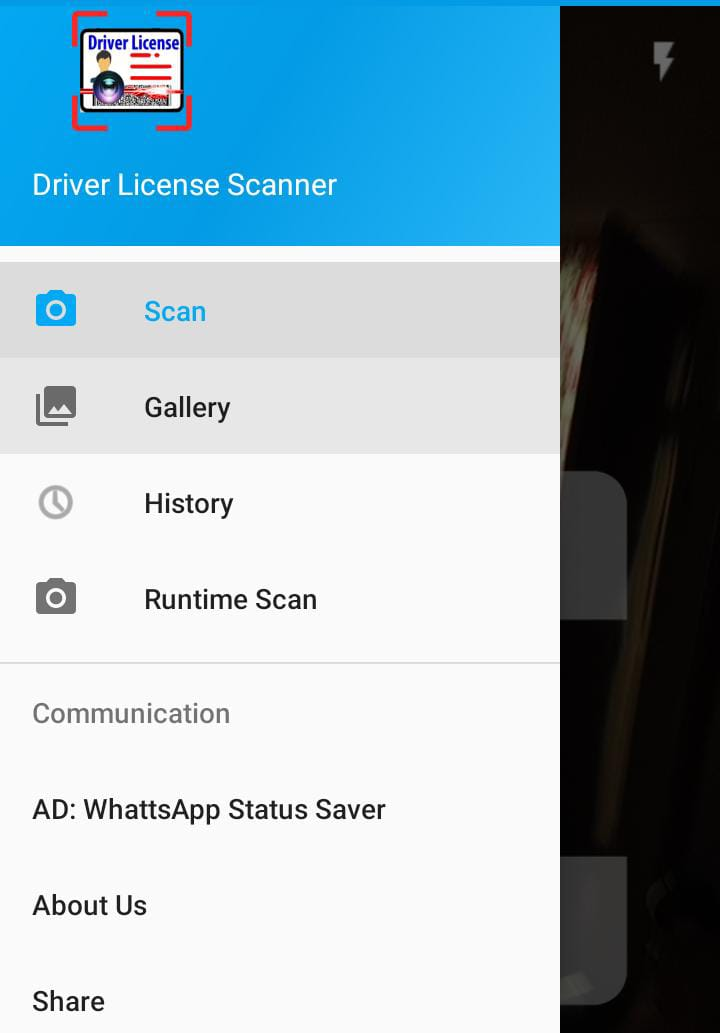 Driver License
Driver License Scanner
Scan
Gallery
History
Runtime Scan
Communication
AD: WhattsApp Status Saver
About Us
Share